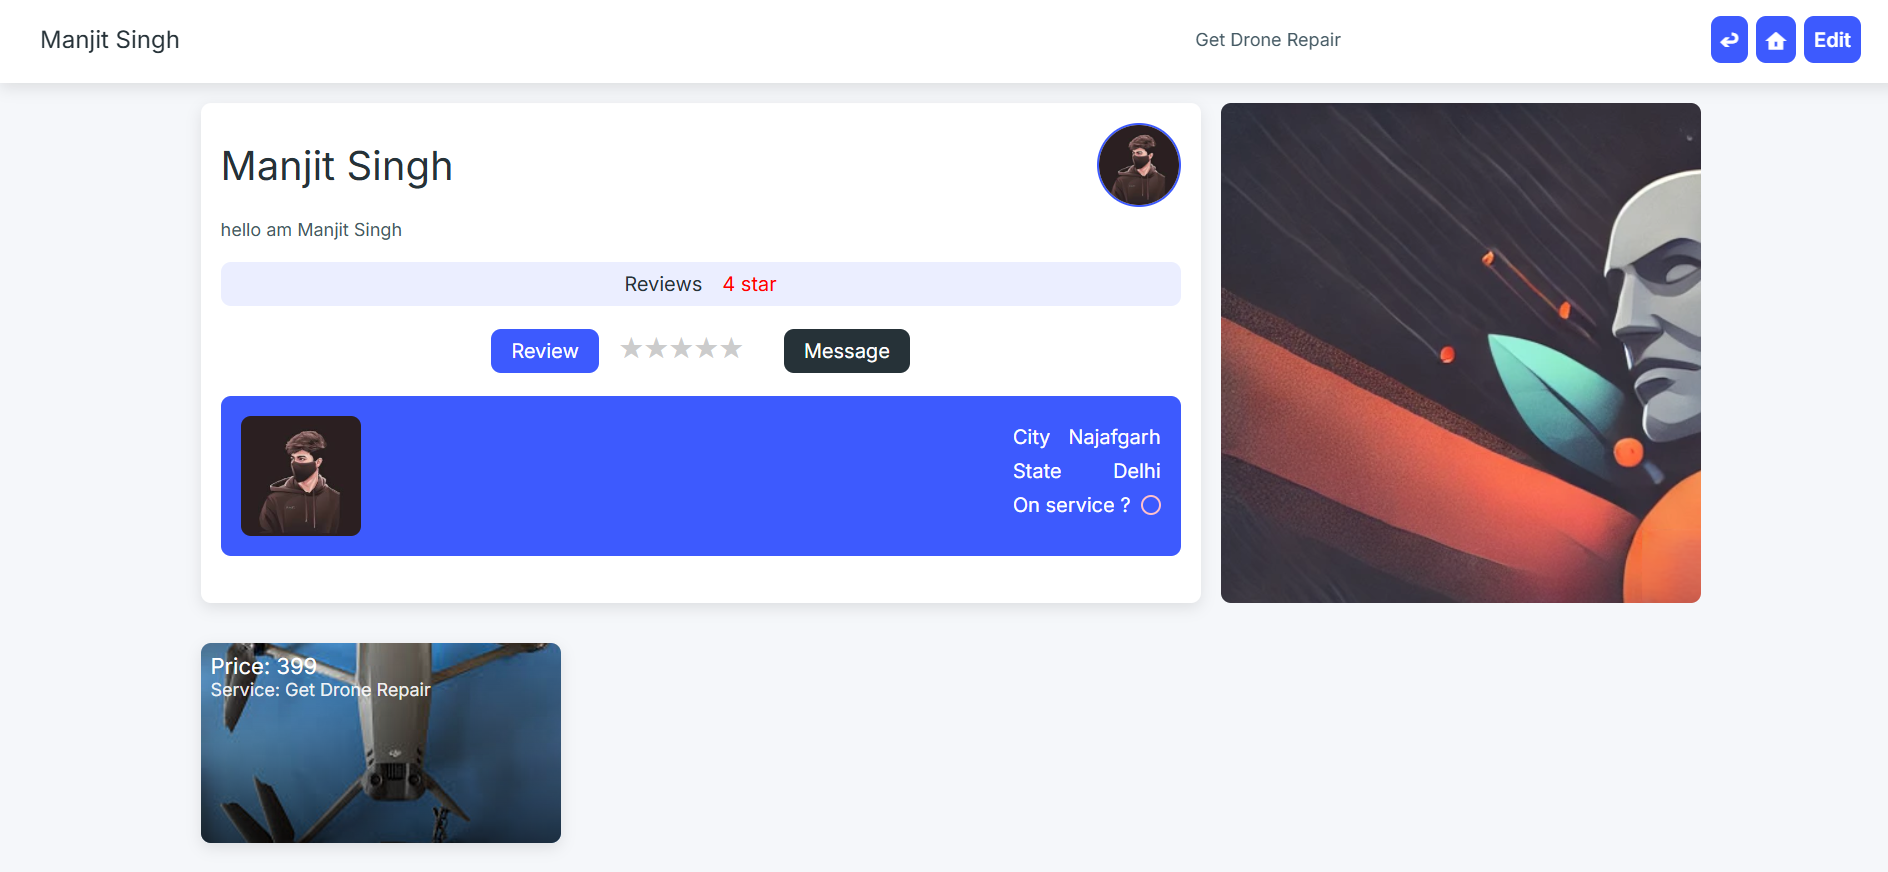 Manjit Singh
Get Drone Repair
Edit
Manjit Singh
hello am Manjit Singh
Reviews 4 star
Review
Message
City Najafgarh
State Delhi
On service ?
Price: 399
Service: Get Drone Repair